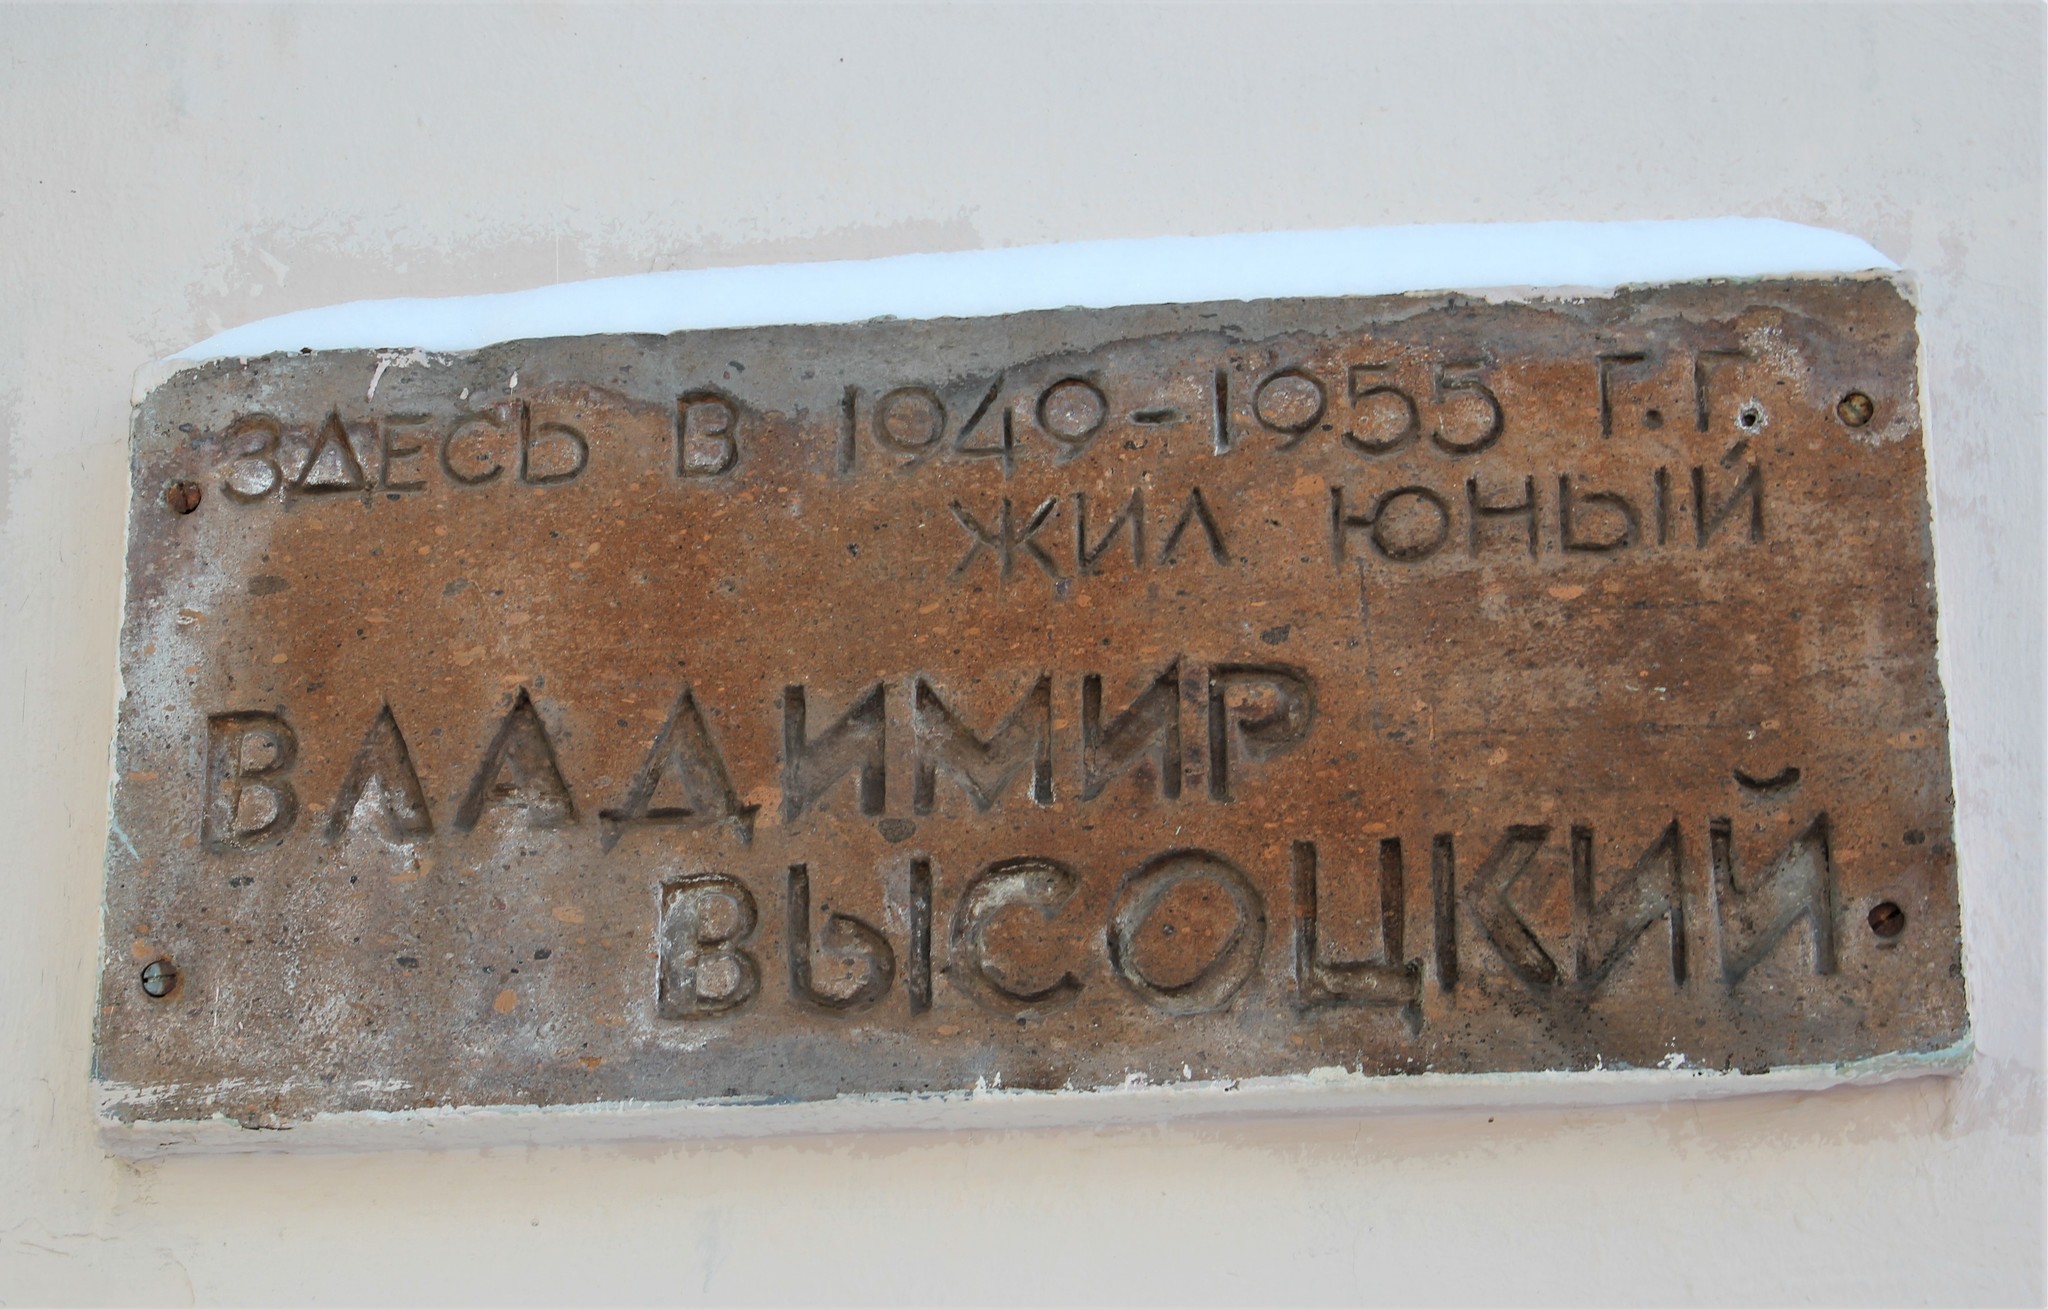 ЗДЕСЬ В 1949-1955 Г.Г.
ЖИЛ ЮНЫЙ
ВЛАДИМИР
ВЫСОЦКИЙ